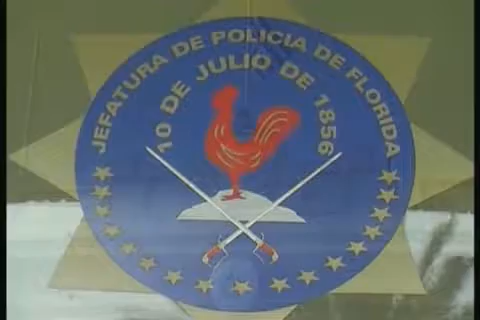 JEFATURA DE POLICIA DE FLORIDA
10 DE JULIO DE 1856